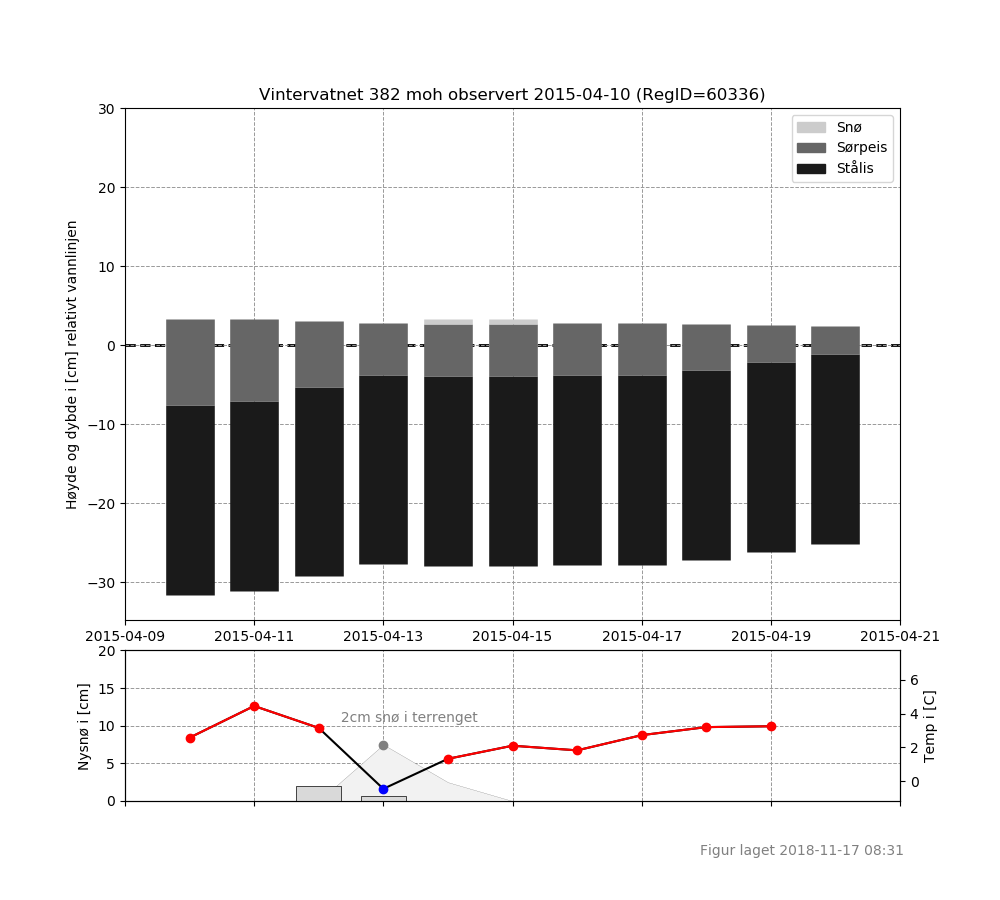 Vintervatnet 382 moh observert 2015-04-10 (RegID=60336)
Høyde og dybde i [cm] relativt vannlinjen
30
20
10
0
−10
−20
−30
Snø
Sørpeis
Stålis
2015-04-09 2015-04-11 2015-04-13 2015-04-15 2015-04-17 2015-04-19 2015-04-21
Nysnø i [cm]
20
15
10
5
0
2cm snø i terrenget
6
4
2
0
Temp i [C]
Figur laget 2018-11-17 08:31